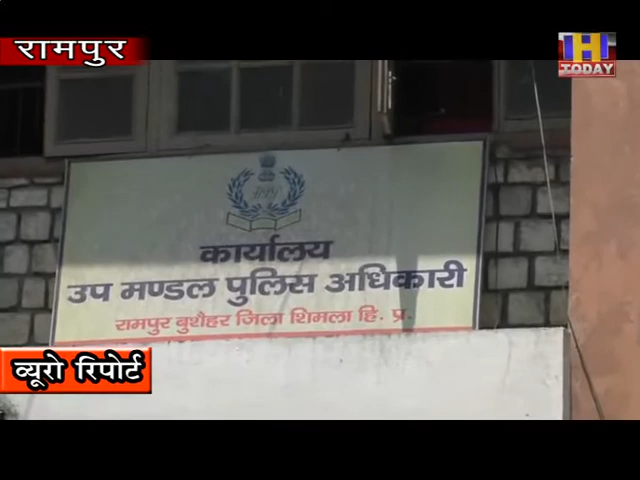 रामपुर
H
TODAY
कार्यालय
उप मण्डल पुलिस अधिकारी
रामपुर बुशैहर जिला शिमला हि. प्र.
व्यूरो रिपोर्ट